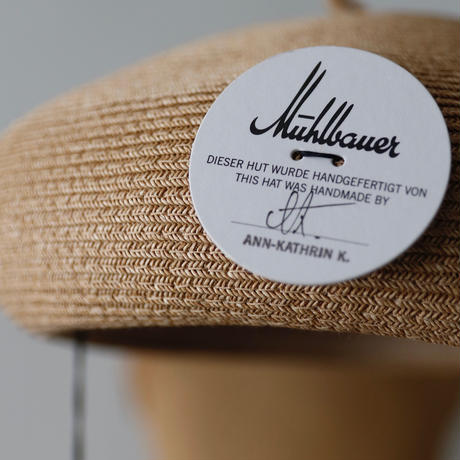 Mühlbauer
DIESER HUT WURDE HANDGEFERTIGT VON
THIS HAT WAS HANDMADE BY
ANN-KATHRIN K.